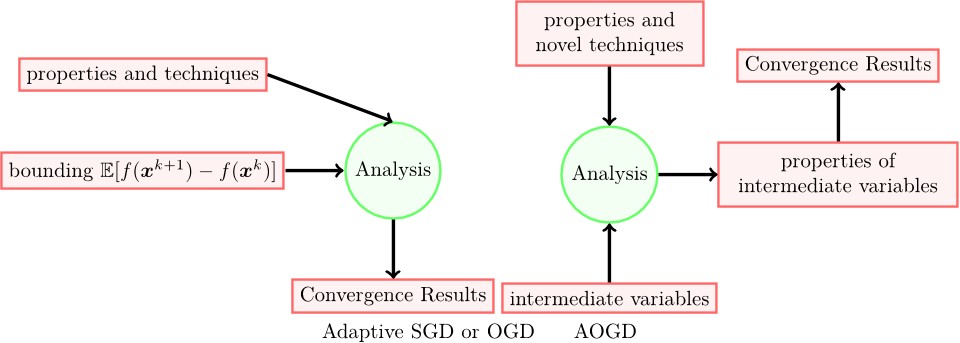 properties and techniques
bounding 𝔼[f(𝒙^{k+1}) − f(𝒙^k)]
Analysis
Convergence Results
Adaptive SGD or OGD
properties and
novel techniques
Analysis
intermediate variables
properties of
intermediate variables
Convergence Results
AOGD